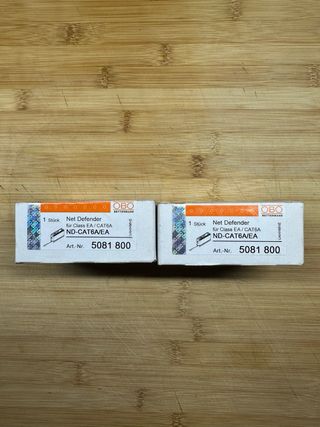 OBO
BETTERMANN
1 Stück
Net Defender
für Class EA / CAT6A
ND-CAT6A/EA
Art.-Nr. 5081 800
OBO
BETTERMANN
1 Stück
Net Defender
für Class EA / CAT6A
ND-CAT6A/EA
Art.-Nr. 5081 800